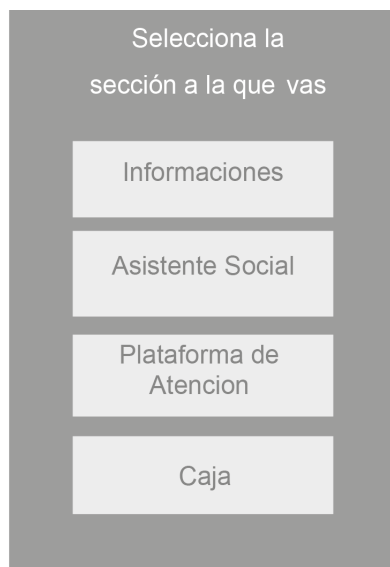 Selecciona la
sección a la que vas
Informaciones
Asistente Social
Plataforma de
Atencion
Caja